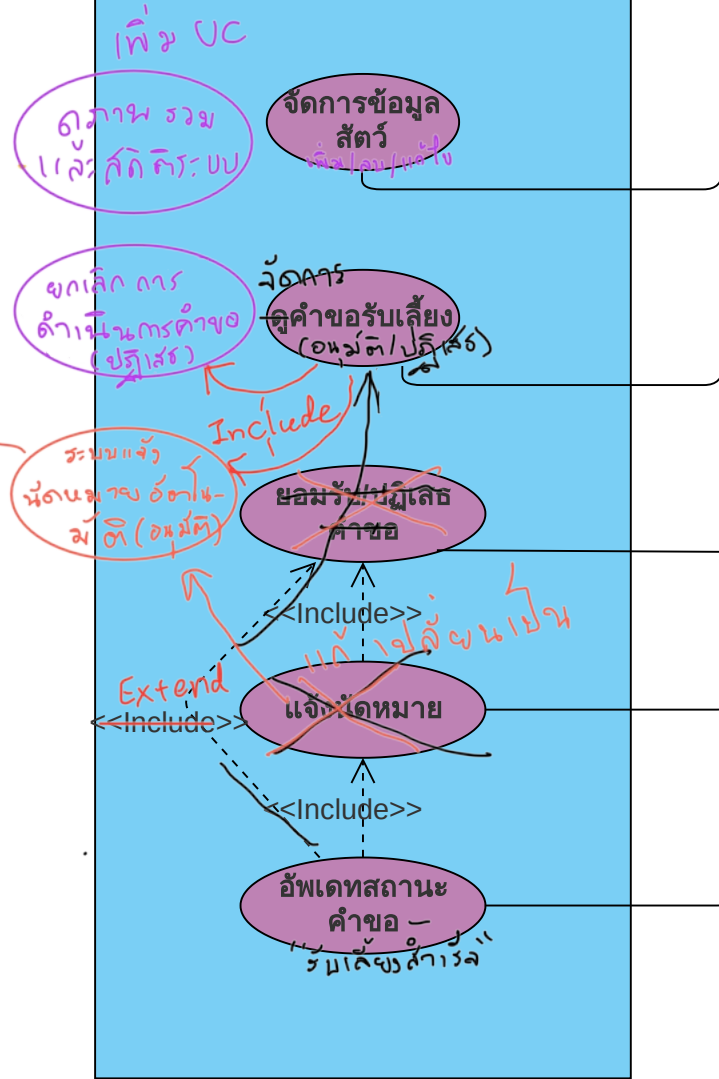 เพิ่ม UC
ดูภาพ รวม
และสถิติระบบ
จัดการข้อมูล
สัตว์
เพิ่ม/ลบ/แก้ไข
ยกเลิก การ
ดำเนินการคำขอ
(ปฏิเสธ)
จัดการ
ดูคำขอรับเลี้ยง
(อนุมัติ/ปฏิเสธ)
Include
ระบบแจ้ง
นัดหมาย อัตโน-
มัติ (อนุมัติ)
ยอมรับ/ปฏิเสธ
คำขอ
<<Include>>
แก้ เปลี่ยนเป็น
Extend
<<Include>>
แจ้งนัดหมาย
<<Include>>
อัพเดทสถานะ
คำขอ –
"รับเลี้ยงสำเร็จ"